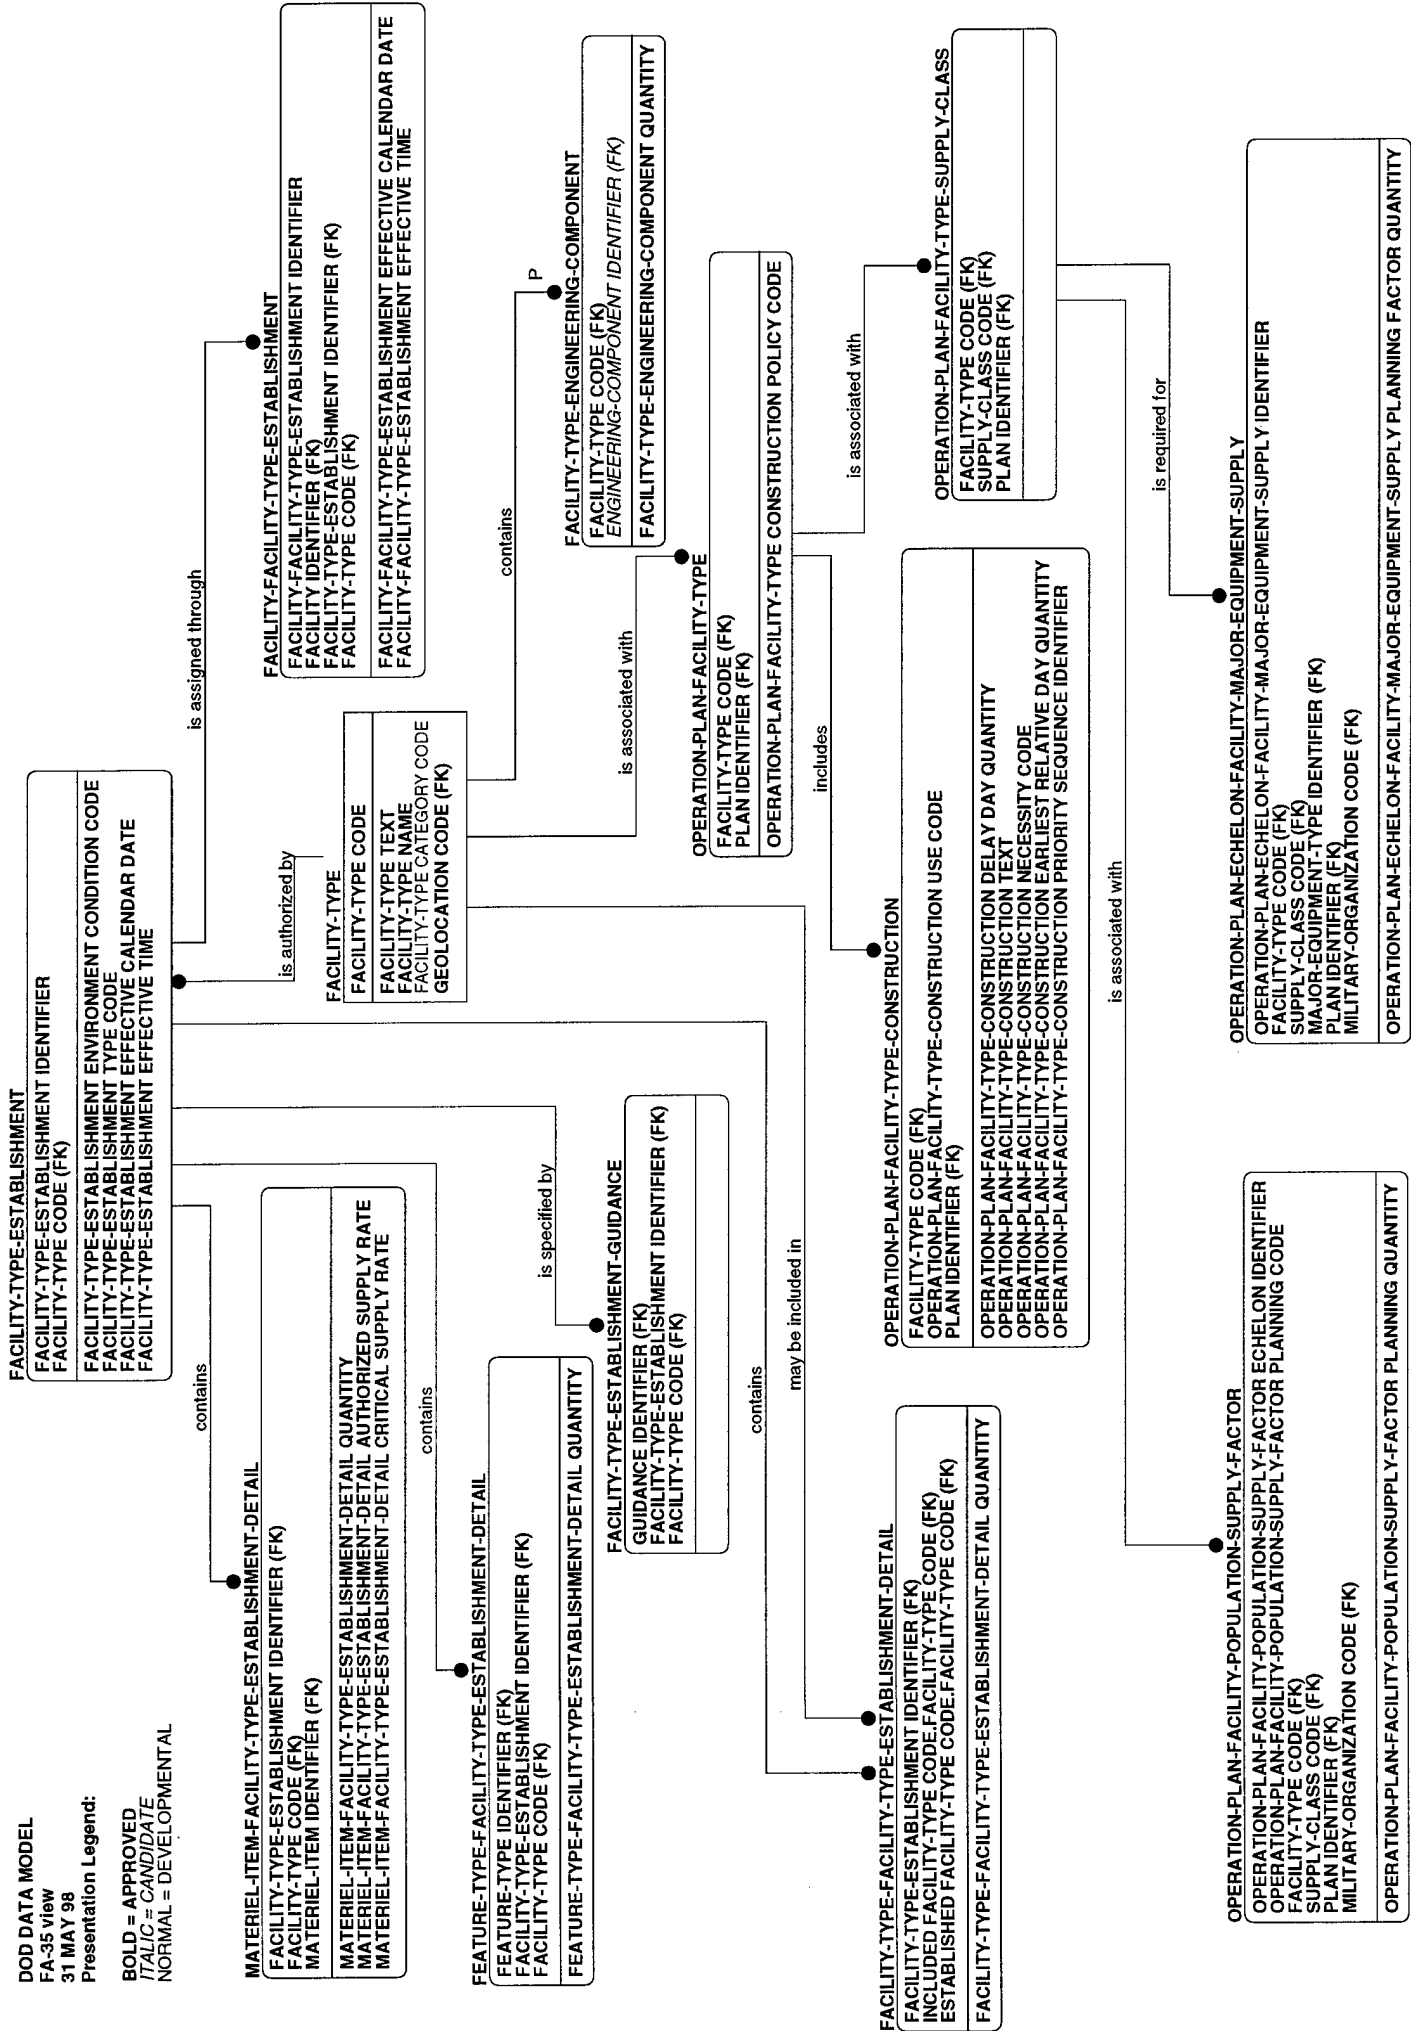 DOD DATA MODEL
FA-35 view
31 MAY 98
Presentation Legend:
BOLD = APPROVED
ITALIC = CANDIDATE
NORMAL = DEVELOPMENTAL
FACILITY-TYPE-ESTABLISHMENT
FACILITY-TYPE-ESTABLISHMENT IDENTIFIER
FACILITY-TYPE CODE (FK)
FACILITY-TYPE-ESTABLISHMENT ENVIRONMENT CONDITION CODE
FACILITY-TYPE-ESTABLISHMENT TYPE CODE
FACILITY-TYPE-ESTABLISHMENT EFFECTIVE CALENDAR DATE
FACILITY-TYPE-ESTABLISHMENT EFFECTIVE TIME
contains
contains
is specified by
contains
is authorized by
is assigned through
MATERIEL-ITEM-FACILITY-TYPE-ESTABLISHMENT-DETAIL
FACILITY-TYPE-ESTABLISHMENT IDENTIFIER (FK)
FACILITY-TYPE CODE (FK)
MATERIEL-ITEM IDENTIFIER (FK)
MATERIEL-ITEM-FACILITY-TYPE-ESTABLISHMENT-DETAIL QUANTITY
MATERIEL-ITEM-FACILITY-TYPE-ESTABLISHMENT-DETAIL AUTHORIZED SUPPLY RATE
MATERIEL-ITEM-FACILITY-TYPE-ESTABLISHMENT-DETAIL CRITICAL SUPPLY RATE
FACILITY-FACILITY-TYPE-ESTABLISHMENT
FACILITY-FACILITY-TYPE-ESTABLISHMENT IDENTIFIER
FACILITY IDENTIFIER (FK)
FACILITY-TYPE-ESTABLISHMENT IDENTIFIER (FK)
FACILITY-TYPE CODE (FK)
FACILITY-FACILITY-TYPE-ESTABLISHMENT EFFECTIVE CALENDAR DATE
FACILITY-FACILITY-TYPE-ESTABLISHMENT EFFECTIVE TIME
FACILITY-TYPE
FACILITY-TYPE CODE
FACILITY-TYPE TEXT
FACILITY-TYPE NAME
FACILITY-TYPE CATEGORY CODE
GEOLOCATION CODE (FK)
may be included in
is associated with
contains
P
FEATURE-TYPE-FACILITY-TYPE-ESTABLISHMENT-DETAIL
FEATURE-TYPE IDENTIFIER (FK)
FACILITY-TYPE-ESTABLISHMENT IDENTIFIER (FK)
FACILITY-TYPE CODE (FK)
FEATURE-TYPE-FACILITY-TYPE-ESTABLISHMENT-DETAIL QUANTITY
FACILITY-TYPE-ESTABLISHMENT-GUIDANCE
GUIDANCE IDENTIFIER (FK)
FACILITY-TYPE-ESTABLISHMENT IDENTIFIER (FK)
FACILITY-TYPE CODE (FK)
FACILITY-TYPE-ENGINEERING-COMPONENT
FACILITY-TYPE CODE (FK)
ENGINEERING-COMPONENT IDENTIFIER (FK)
FACILITY-TYPE-ENGINEERING-COMPONENT QUANTITY
OPERATION-PLAN-FACILITY-TYPE
FACILITY-TYPE CODE (FK)
PLAN IDENTIFIER (FK)
OPERATION-PLAN-FACILITY-TYPE CONSTRUCTION POLICY CODE
includes
is associated with
FACILITY-TYPE-FACILITY-TYPE-ESTABLISHMENT-DETAIL
FACILITY-TYPE-ESTABLISHMENT IDENTIFIER (FK)
INCLUDED FACILITY-TYPE CODE.FACILITY-TYPE CODE (FK)
ESTABLISHED FACILITY-TYPE CODE.FACILITY-TYPE CODE (FK)
FACILITY-TYPE-FACILITY-TYPE-ESTABLISHMENT-DETAIL QUANTITY
OPERATION-PLAN-FACILITY-TYPE-CONSTRUCTION
FACILITY-TYPE CODE (FK)
OPERATION-PLAN-FACILITY-TYPE-CONSTRUCTION USE CODE
PLAN IDENTIFIER (FK)
OPERATION-PLAN-FACILITY-TYPE-CONSTRUCTION DELAY DAY QUANTITY
OPERATION-PLAN-FACILITY-TYPE-CONSTRUCTION TEXT
OPERATION-PLAN-FACILITY-TYPE-CONSTRUCTION NECESSITY CODE
OPERATION-PLAN-FACILITY-TYPE-CONSTRUCTION EARLIEST RELATIVE DAY QUANTITY
OPERATION-PLAN-FACILITY-TYPE-CONSTRUCTION PRIORITY SEQUENCE IDENTIFIER
OPERATION-PLAN-FACILITY-TYPE-SUPPLY-CLASS
FACILITY-TYPE CODE (FK)
SUPPLY-CLASS CODE (FK)
PLAN IDENTIFIER (FK)
is associated with
is required for
OPERATION-PLAN-FACILITY-POPULATION-SUPPLY-FACTOR
OPERATION-PLAN-FACILITY-POPULATION-SUPPLY-FACTOR ECHELON IDENTIFIER
OPERATION-PLAN-FACILITY-POPULATION-SUPPLY-FACTOR PLANNING CODE
FACILITY-TYPE CODE (FK)
SUPPLY-CLASS CODE (FK)
PLAN IDENTIFIER (FK)
MILITARY-ORGANIZATION CODE (FK)
OPERATION-PLAN-FACILITY-POPULATION-SUPPLY-FACTOR PLANNING QUANTITY
OPERATION-PLAN-ECHELON-FACILITY-MAJOR-EQUIPMENT-SUPPLY
OPERATION-PLAN-ECHELON-FACILITY-MAJOR-EQUIPMENT-SUPPLY IDENTIFIER
FACILITY-TYPE CODE (FK)
SUPPLY-CLASS CODE (FK)
MAJOR-EQUIPMENT-TYPE IDENTIFIER (FK)
PLAN IDENTIFIER (FK)
MILITARY-ORGANIZATION CODE (FK)
OPERATION-PLAN-ECHELON-FACILITY-MAJOR-EQUIPMENT-SUPPLY PLANNING FACTOR QUANTITY